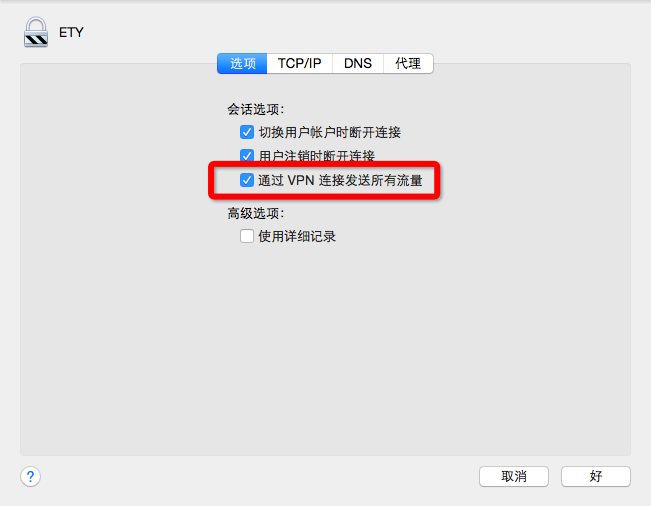 ETY
选项 TCP/IP DNS 代理
会话选项：
切换用户帐户时断开连接
用户注销时断开连接
通过 VPN 连接发送所有流量
高级选项：
使用详细记录
? 取消 好